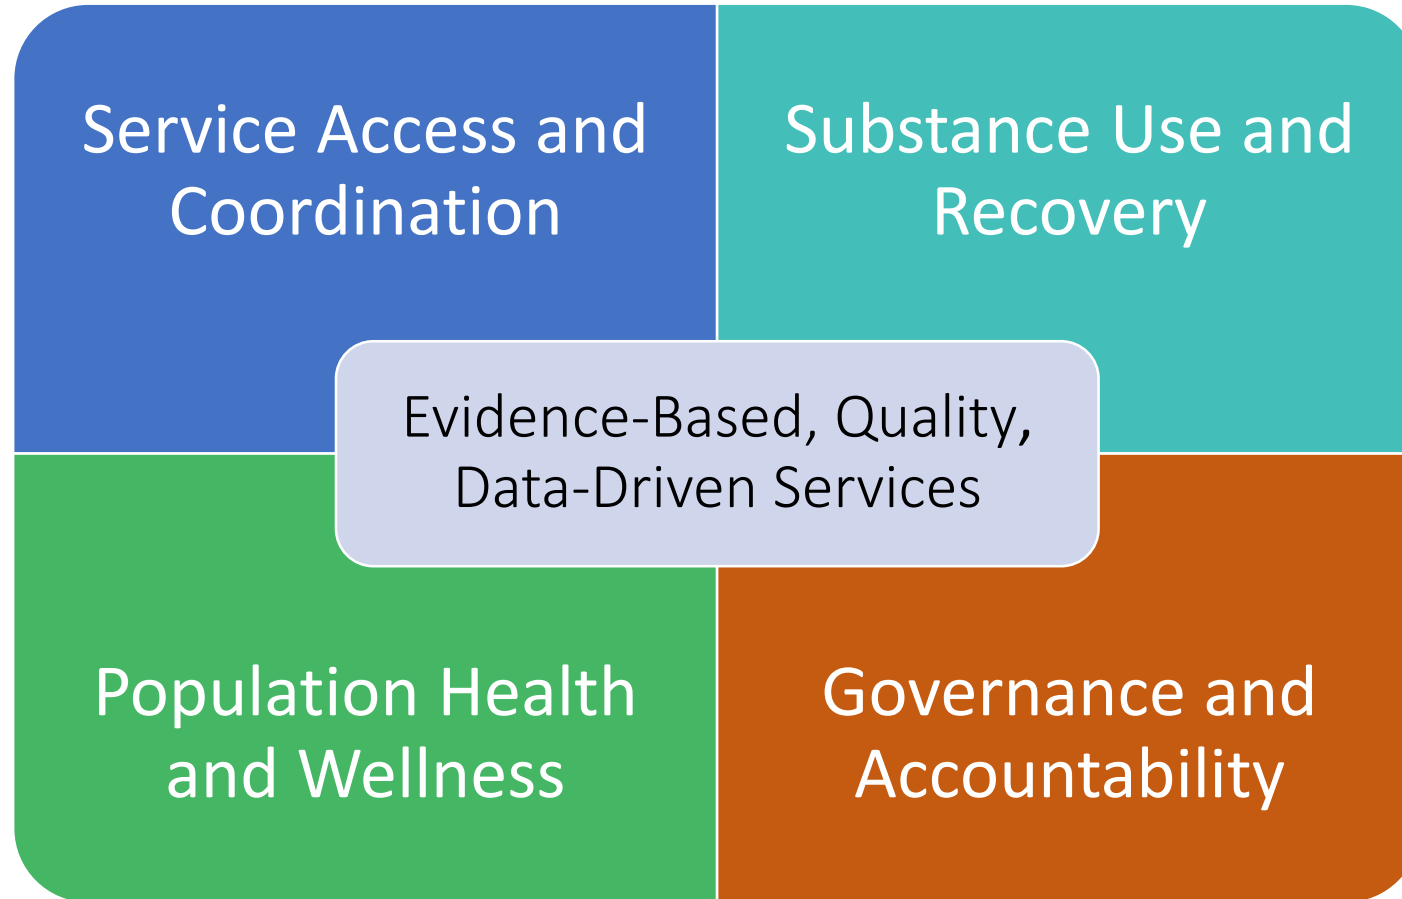 Service Access and
Coordination
Substance Use and
Recovery
Evidence-Based, Quality,
Data-Driven Services
Population Health
and Wellness
Governance and
Accountability